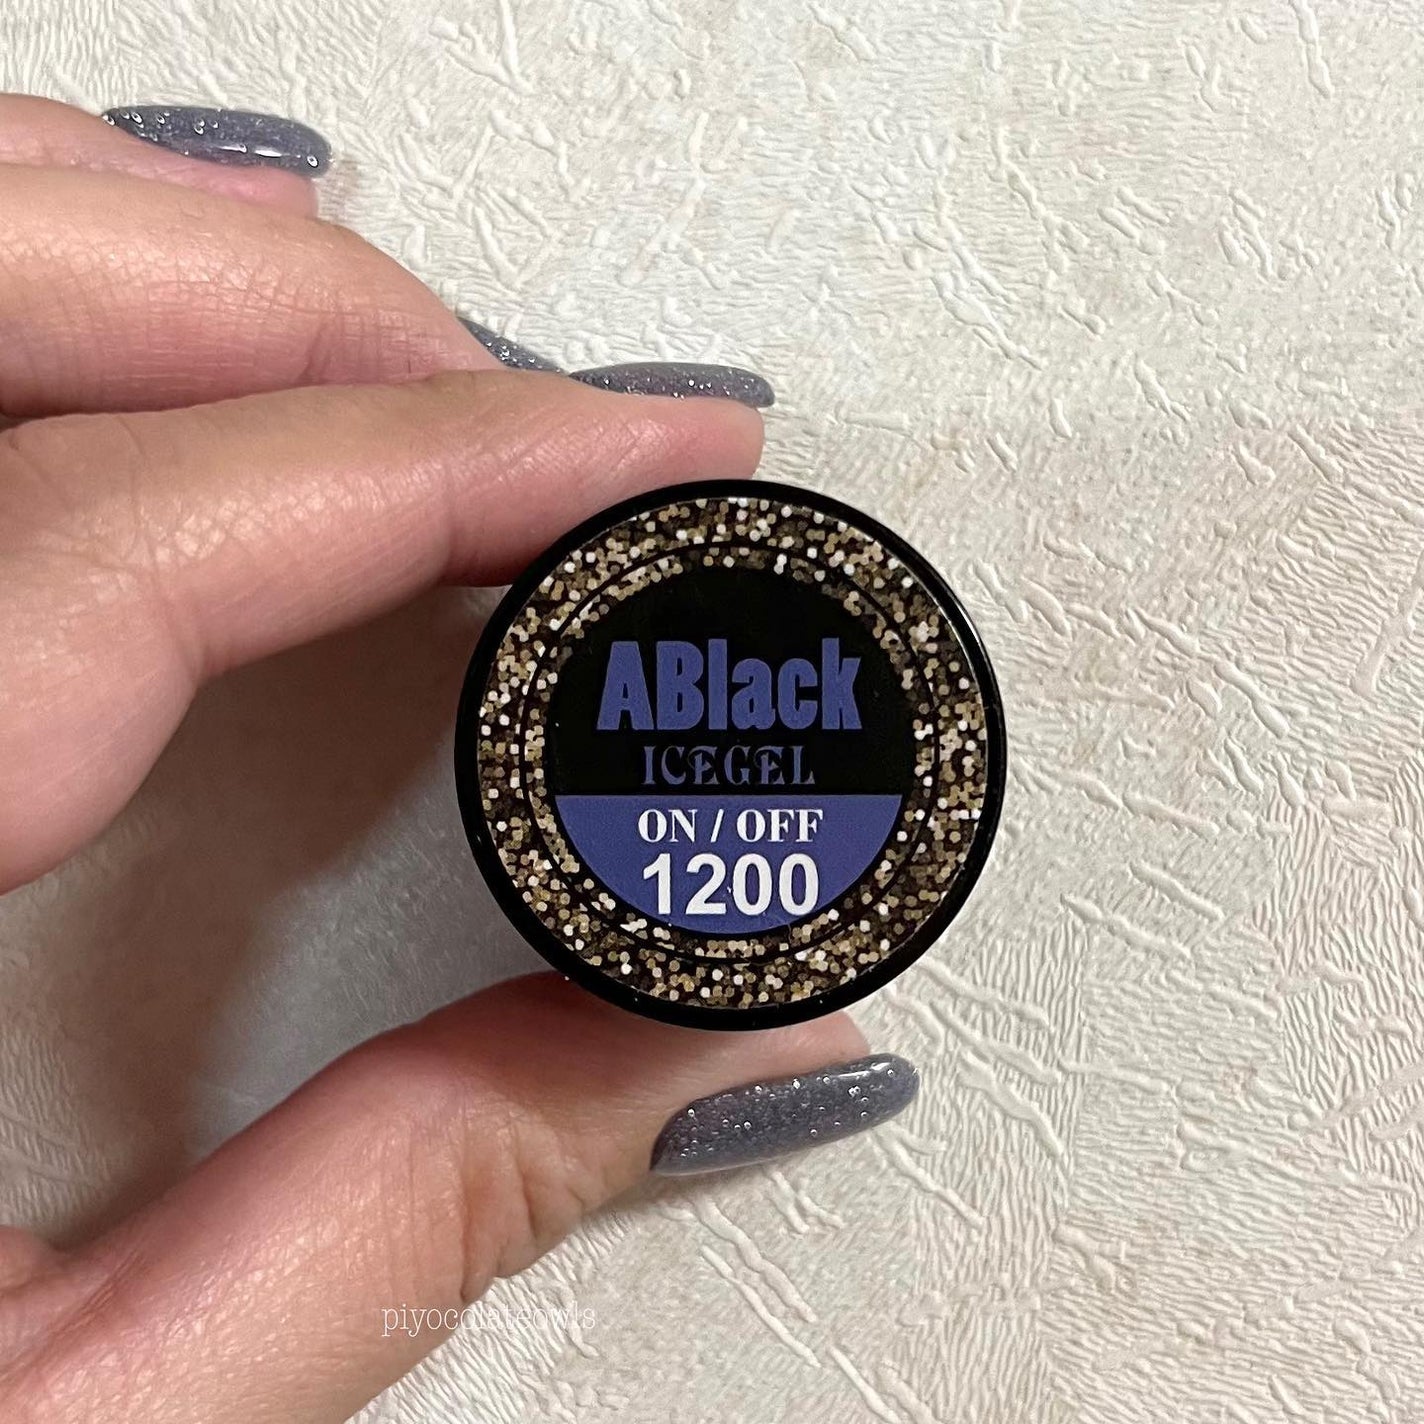 ABlack
ICEGEL
ON / OFF
1200
piyocolateowls